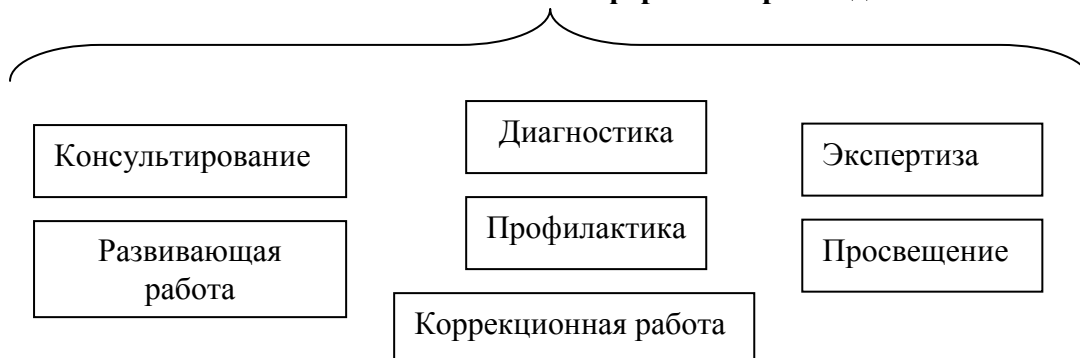 Консультирование
Диагностика
Экспертиза
Развивающая
работа
Профилактика
Просвещение
Коррекционная работа